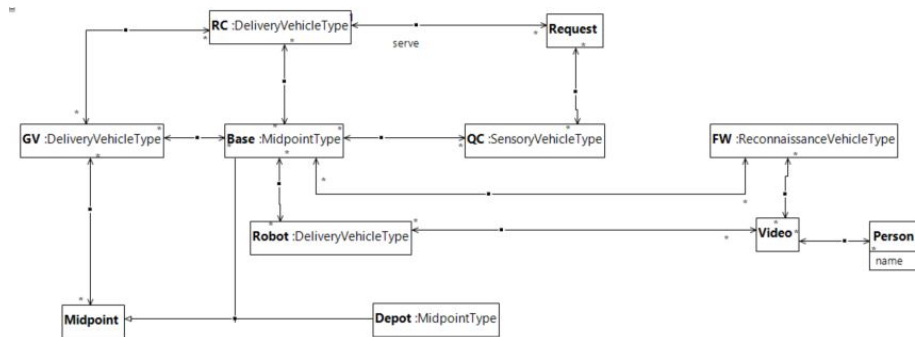 RC :DeliveryVehicleType
Request
serve
GV :DeliveryVehicleType
Base :MidpointType
QC :SensoryVehicleType
FW :ReconnaissanceVehicleType
Robot :DeliveryVehicleType
Video
Person
name
Midpoint
Depot :MidpointType